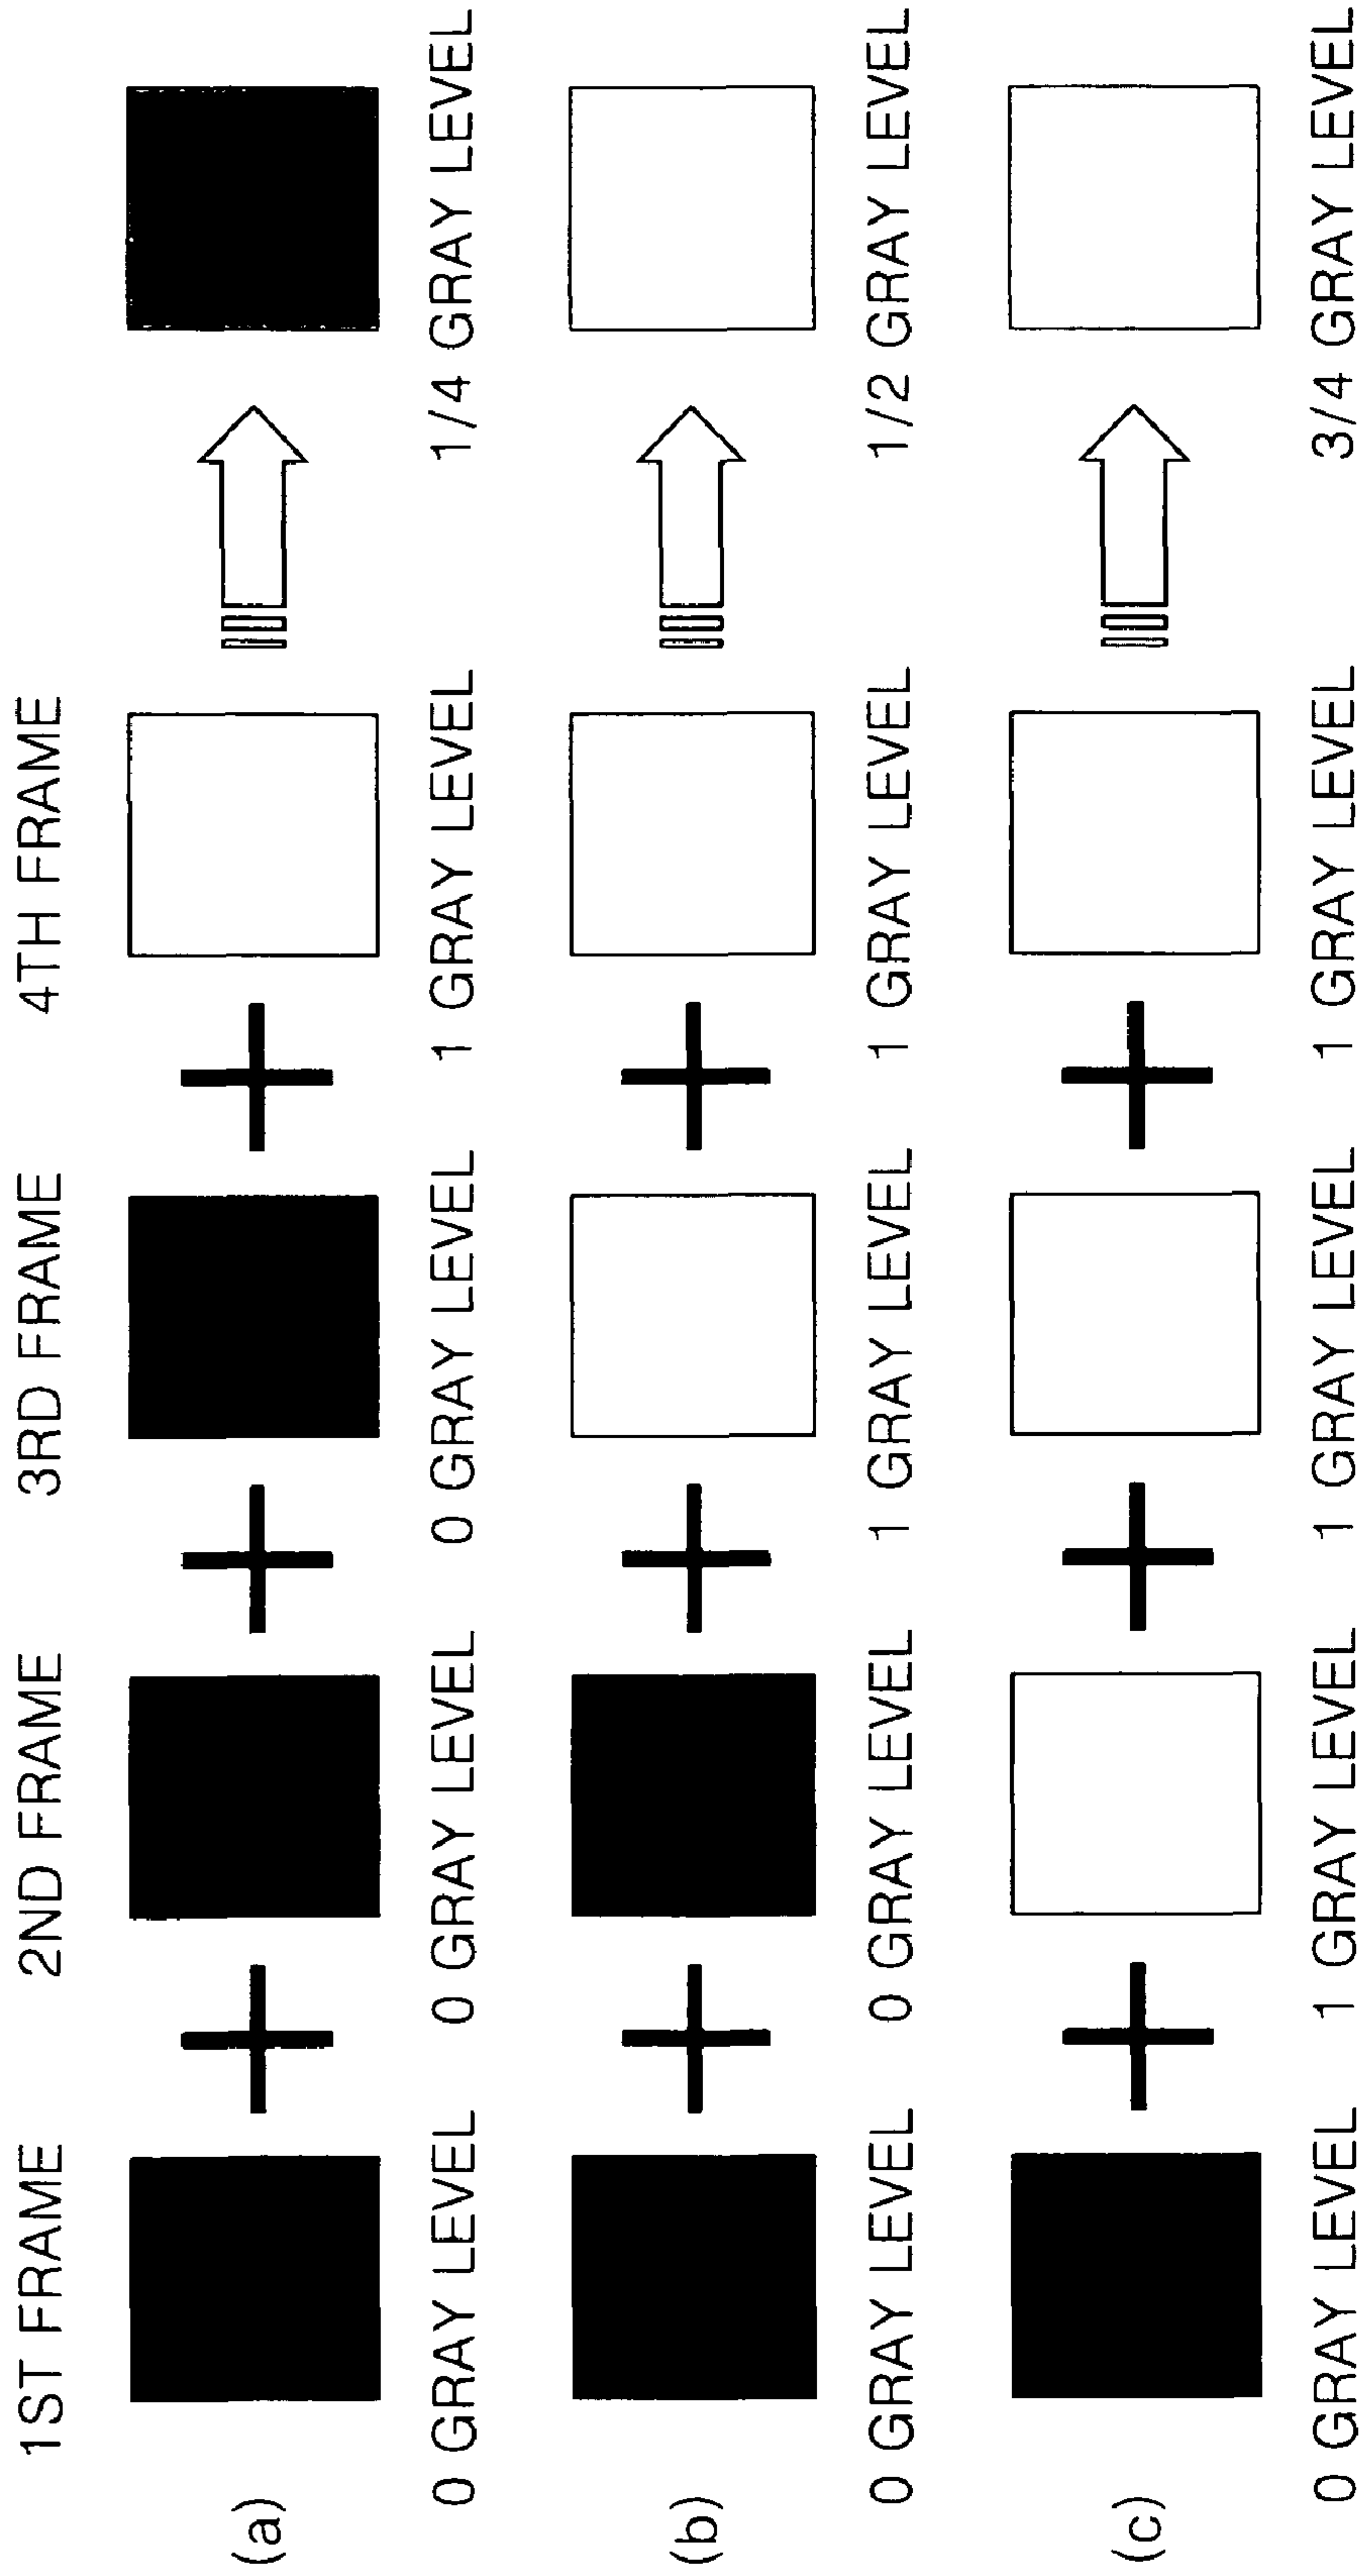 1ST FRAME 2ND FRAME 3RD FRAME 4TH FRAME
(a)
0 GRAY LEVEL 0 GRAY LEVEL 0 GRAY LEVEL 1 GRAY LEVEL 1/4 GRAY LEVEL
(b)
0 GRAY LEVEL 0 GRAY LEVEL 1 GRAY LEVEL 1 GRAY LEVEL 1/2 GRAY LEVEL
(c)
0 GRAY LEVEL 1 GRAY LEVEL 1 GRAY LEVEL 1 GRAY LEVEL 3/4 GRAY LEVEL